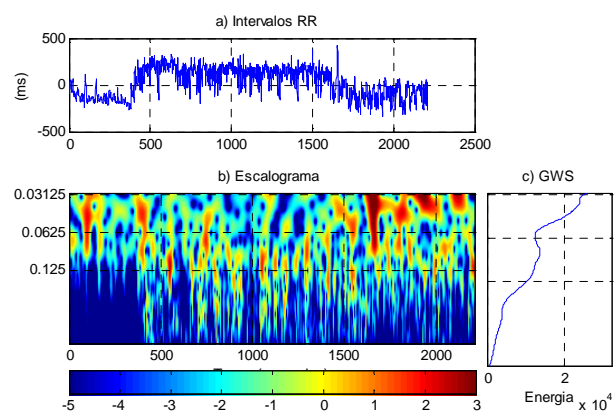 a) Intervalos RR
500
0
-500
(ms)
0 500 1000 1500 2000 2500
b) Escalograma
c) GWS
0.03125
0.0625
0.125
0 500 1000 1500 2000
0 2
Energia x 10
-5 -4 -3 -2 -1 0 1 2 3